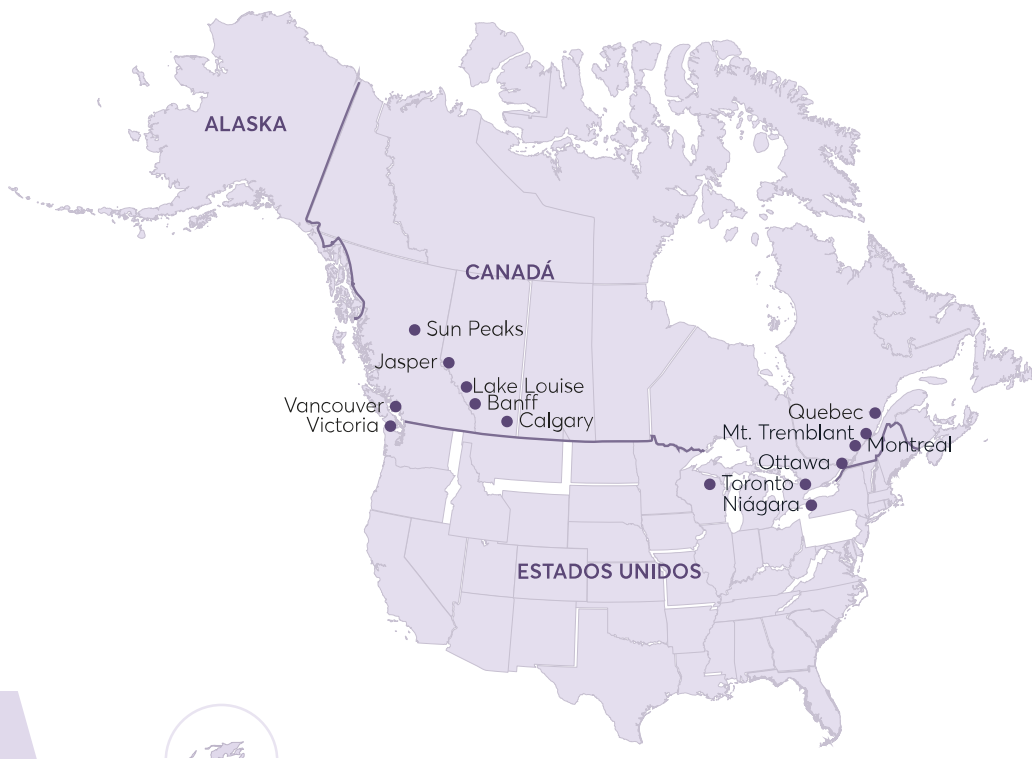 ALASKA
CANADÁ
Sun Peaks
Jasper
Lake Louise
Banff
Vancouver
Calgary
Victoria
Quebec
Mt. Tremblant
Montreal
Ottawa
Toronto
Niágara
ESTADOS UNIDOS